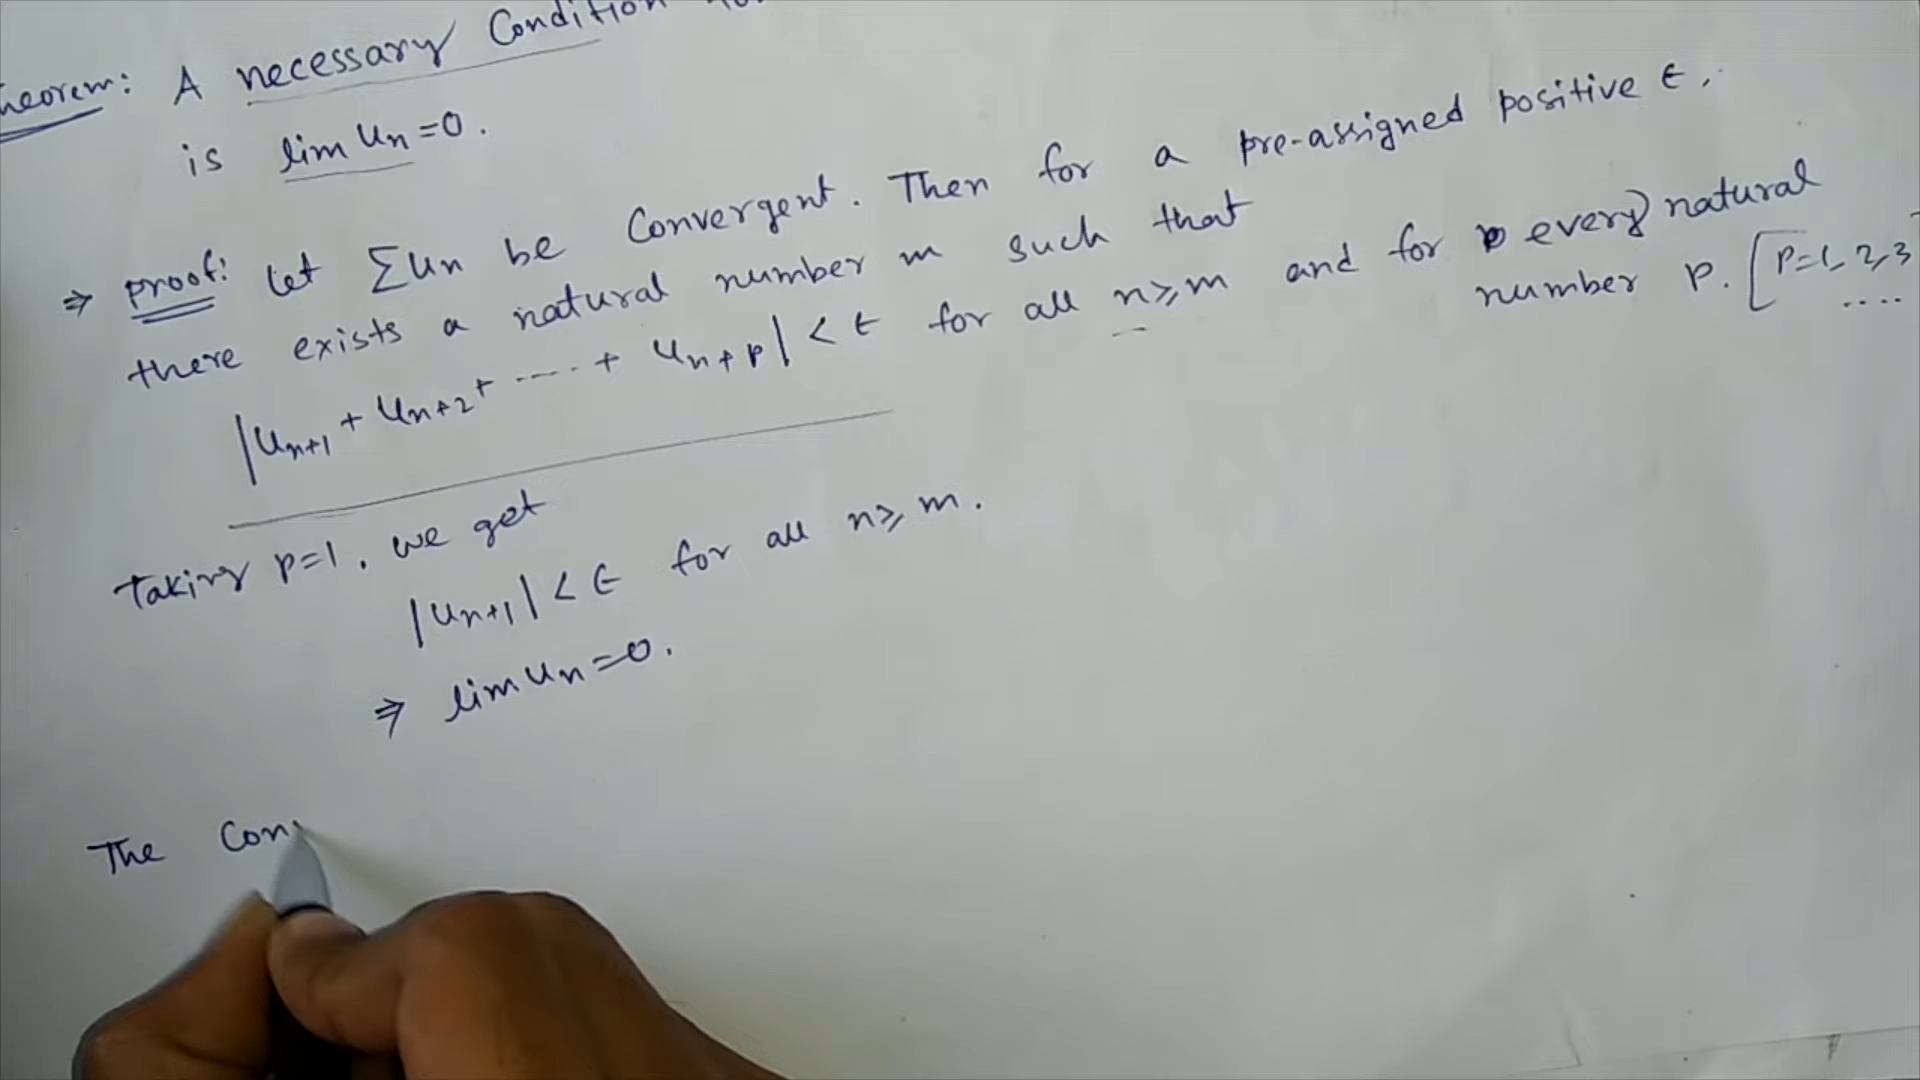 heorem: A necessary Condition
is lim un = 0.
⇒ proof: Let ∑un be Convergent. Then for a pre-assigned positive ϵ,
there exists a natural number m such that
|un+1 + un+2 + ..... + un+p| < ϵ for all n ≥ m and for every natural
number p. [p=1, 2, 3
....
Taking p=1, we get
|un+1| < ϵ for all n ≥ m.
⇒ lim un = 0.
The Con